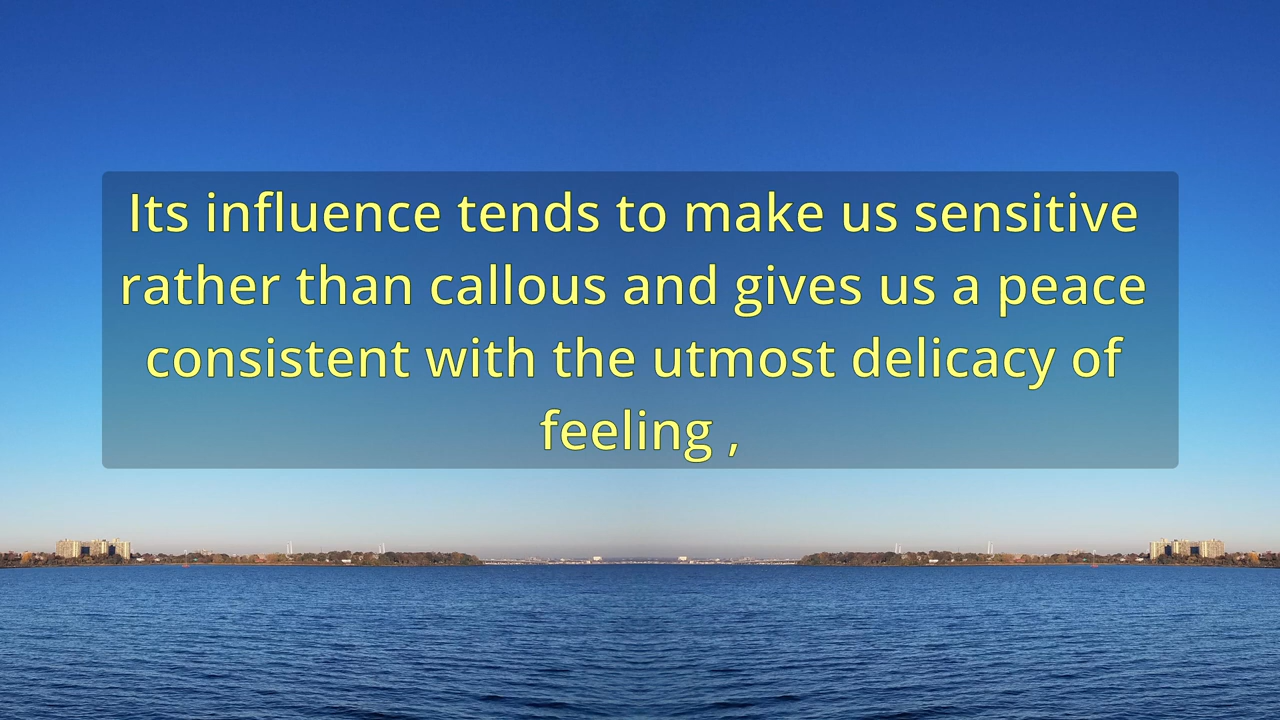 Its influence tends to make us sensitive
rather than callous and gives us a peace
consistent with the utmost delicacy of
feeling ,